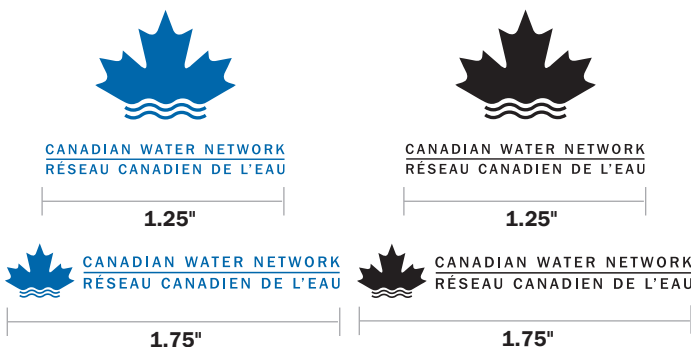 CANADIAN WATER NETWORK
RÉSEAU CANADIEN DE L'EAU
1.25"
CANADIAN WATER NETWORK
RÉSEAU CANADIEN DE L'EAU
1.25"
CANADIAN WATER NETWORK
RÉSEAU CANADIEN DE L'EAU
1.75"
CANADIAN WATER NETWORK
RÉSEAU CANADIEN DE L'EAU
1.75"